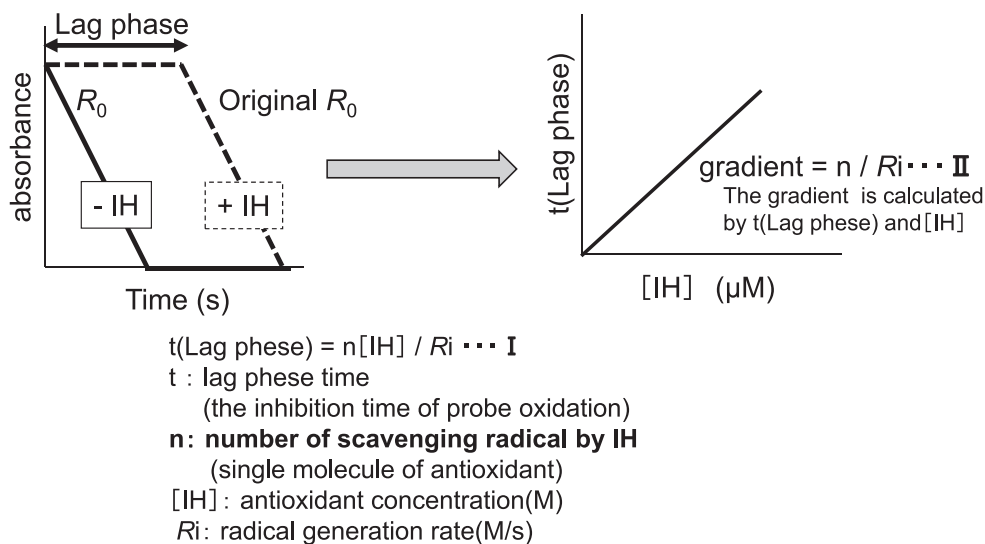 Lag phase
absorbance
R0
Original R0
- IH
+ IH
Time (s)
t(Lag phase)
gradient = n / Ri ··· II
The gradient is calculated
by t(Lag phese) and [IH]
[IH] (μM)
t(Lag phese) = n[IH] / Ri ··· I
t : lag phese time
(the inhibition time of probe oxidation)
n: number of scavenging radical by IH
(single molecule of antioxidant)
[IH]: antioxidant concentration(M)
Ri: radical generation rate(M/s)